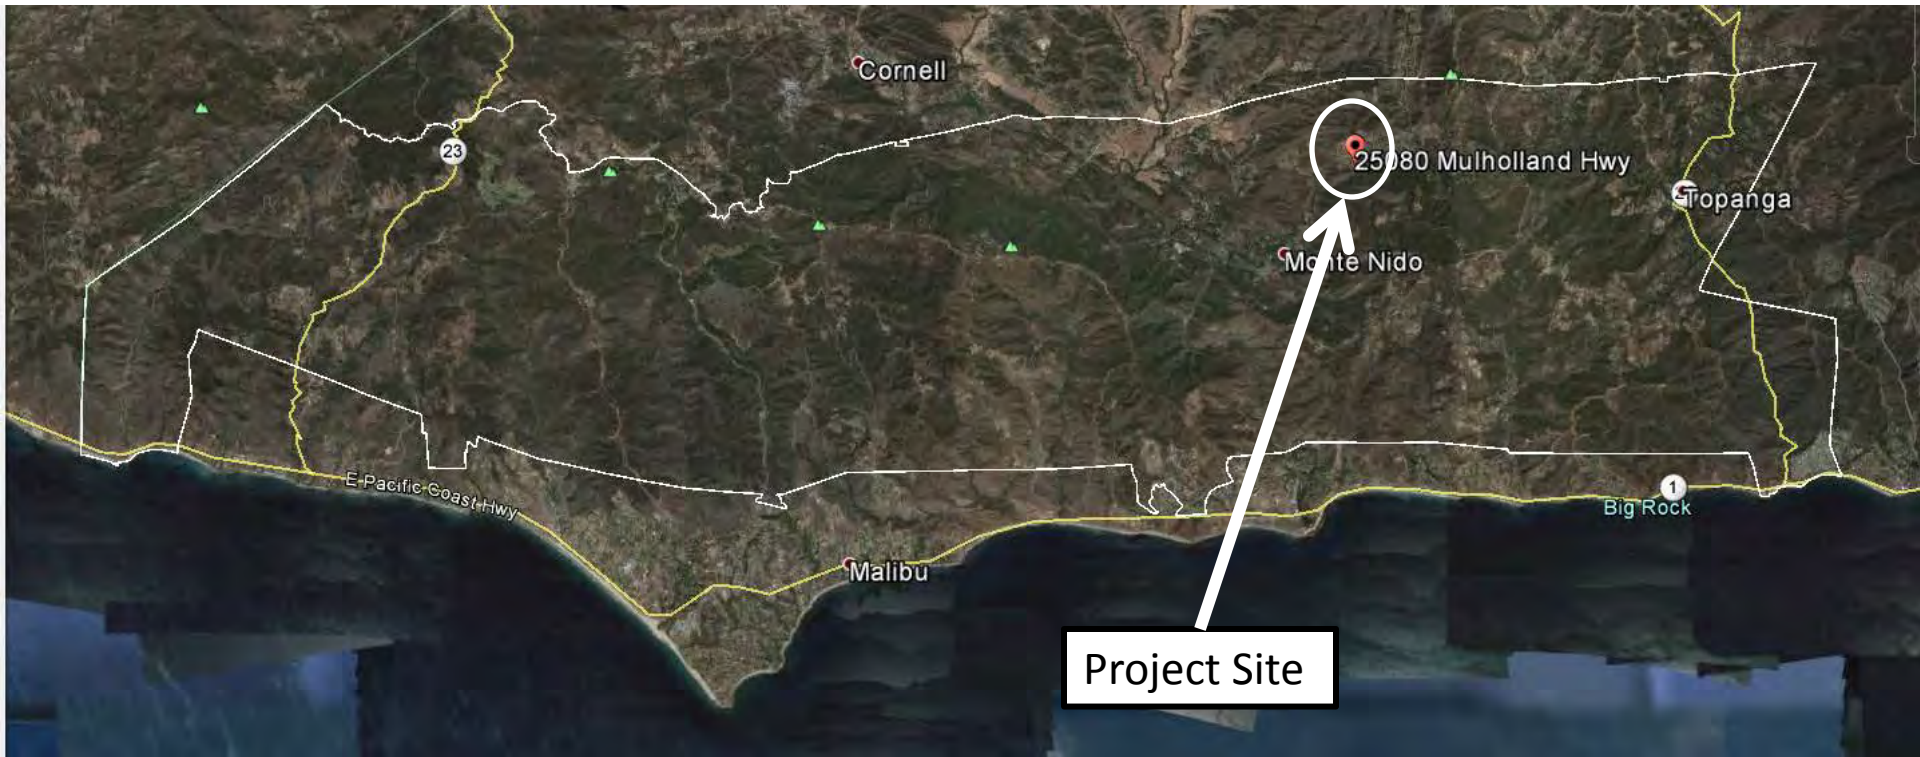 Cornell
23
25080 Mulholland Hwy
Topanga
Monte Nido
E Pacific Coast Hwy
1
Big Rock
Malibu
Project Site